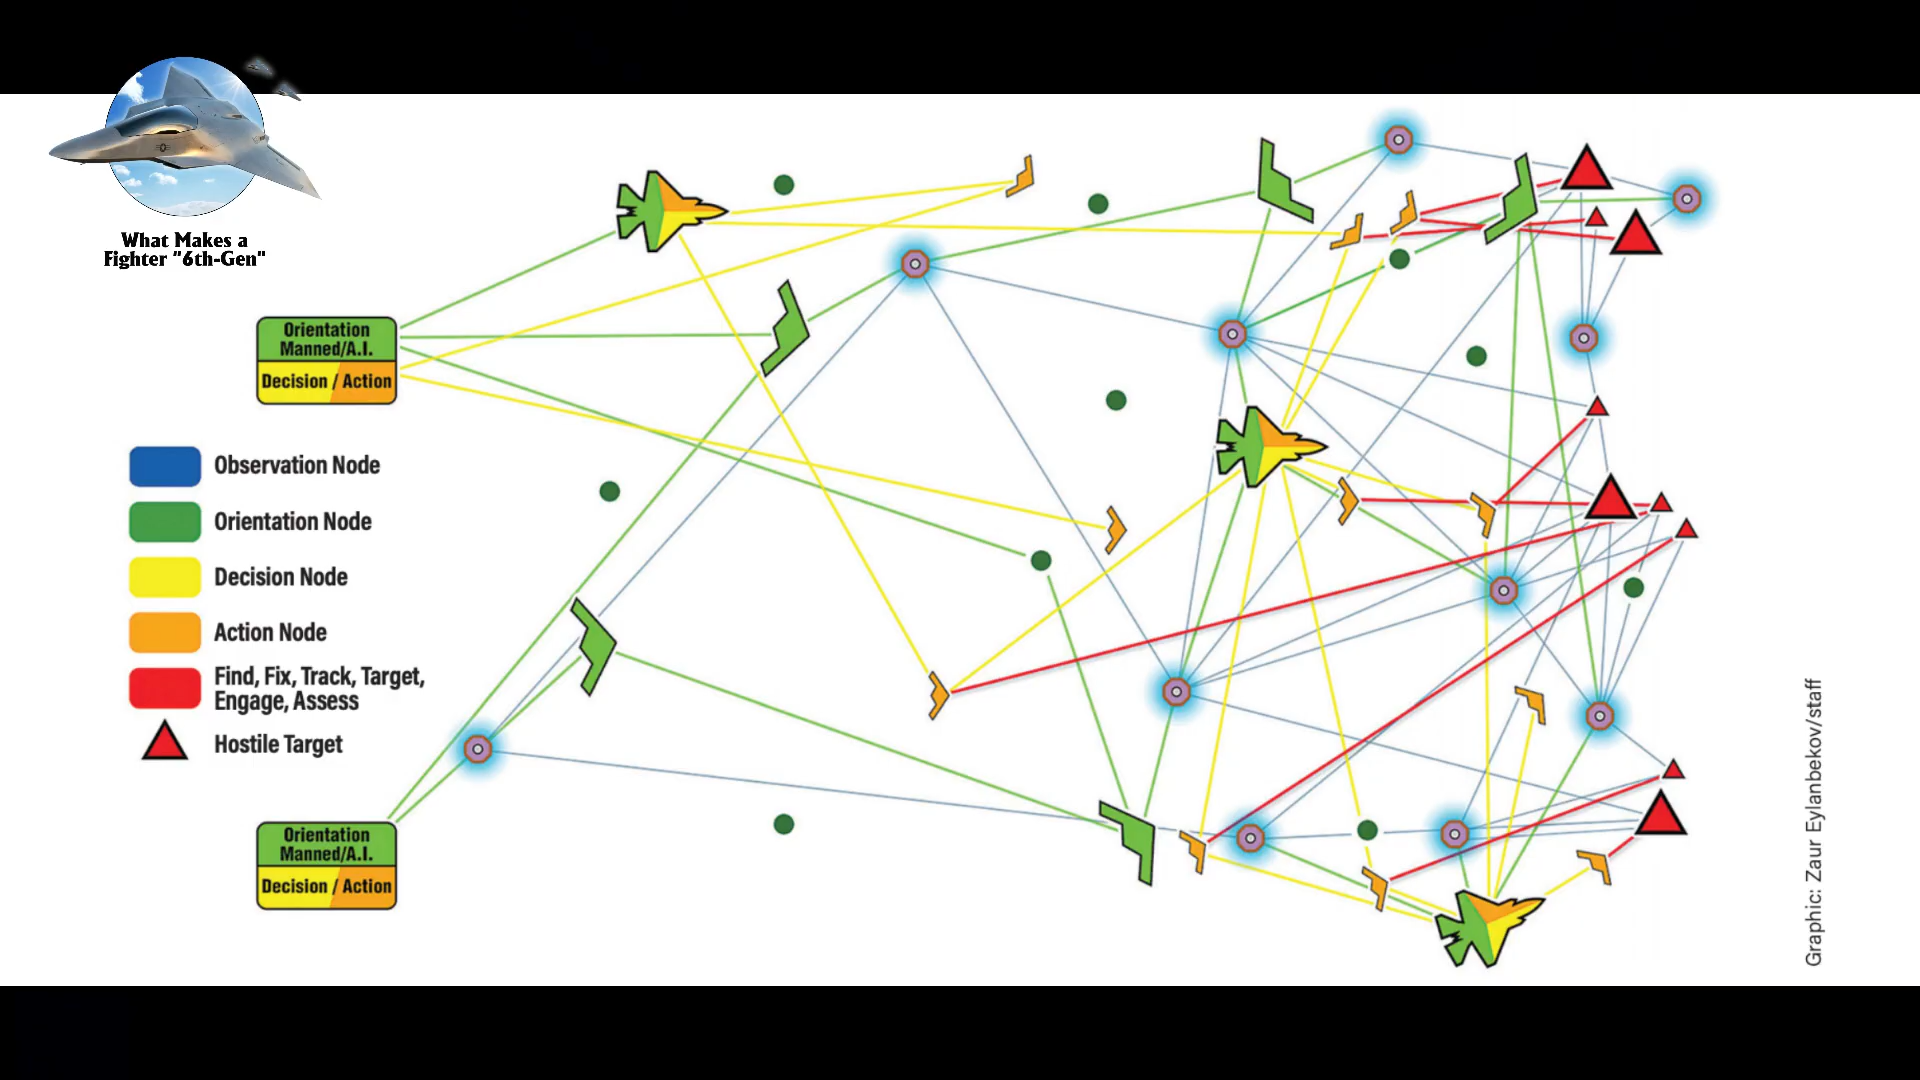 What Makes a
Fighter "6th-Gen"
Orientation
Manned/A.I.
Decision / Action
Observation Node
Orientation Node
Decision Node
Action Node
Find, Fix, Track, Target,
Engage, Assess
Hostile Target
Orientation
Manned/A.I.
Decision / Action
Graphic: Zaur Eylanbekov/staff